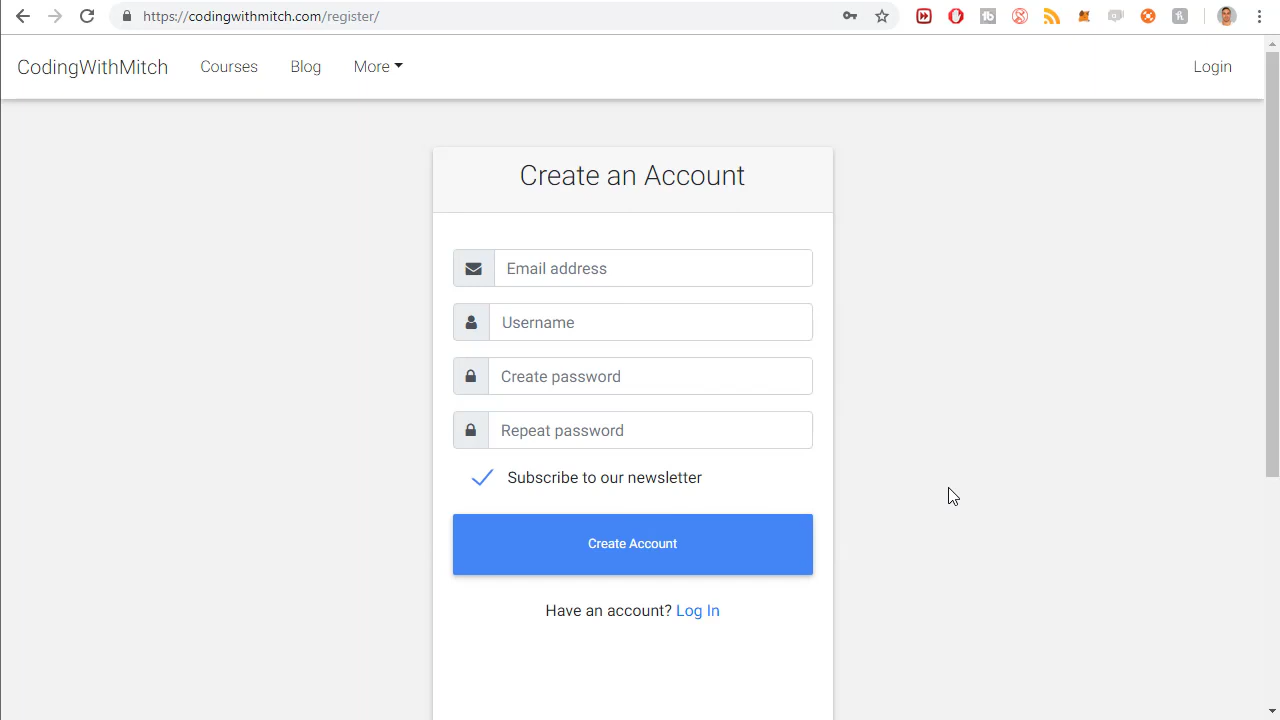 https://codingwithmitch.com/register/
CodingWithMitch Courses Blog More Login
Create an Account
Email address
Username
Create password
Repeat password
Subscribe to our newsletter
Create Account
Have an account? Log In